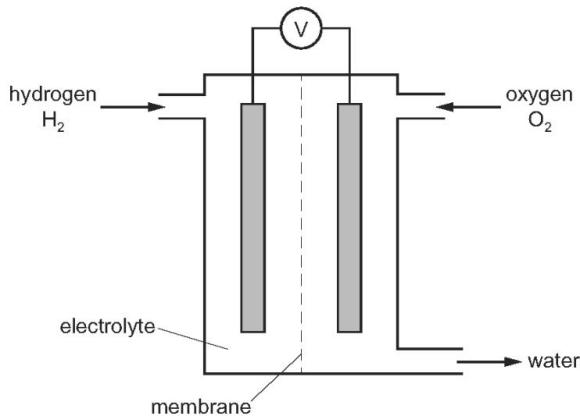 V
hydrogen
H₂
oxygen
O₂
electrolyte
water
membrane